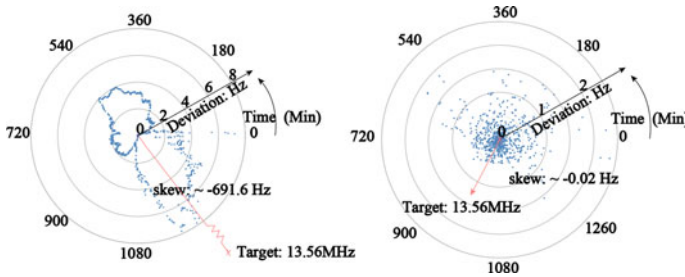 360
540
180
720
0 2 4 6 8
Deviation: Hz
Time (Min)
0
skew: ~ -691.6 Hz
900
1080
Target: 13.56MHz
360
540
180
720
0 1 2
Deviation: Hz
Time (Min)
0
skew: ~ -0.02 Hz
Target: 13.56MHz
900
1260
1080